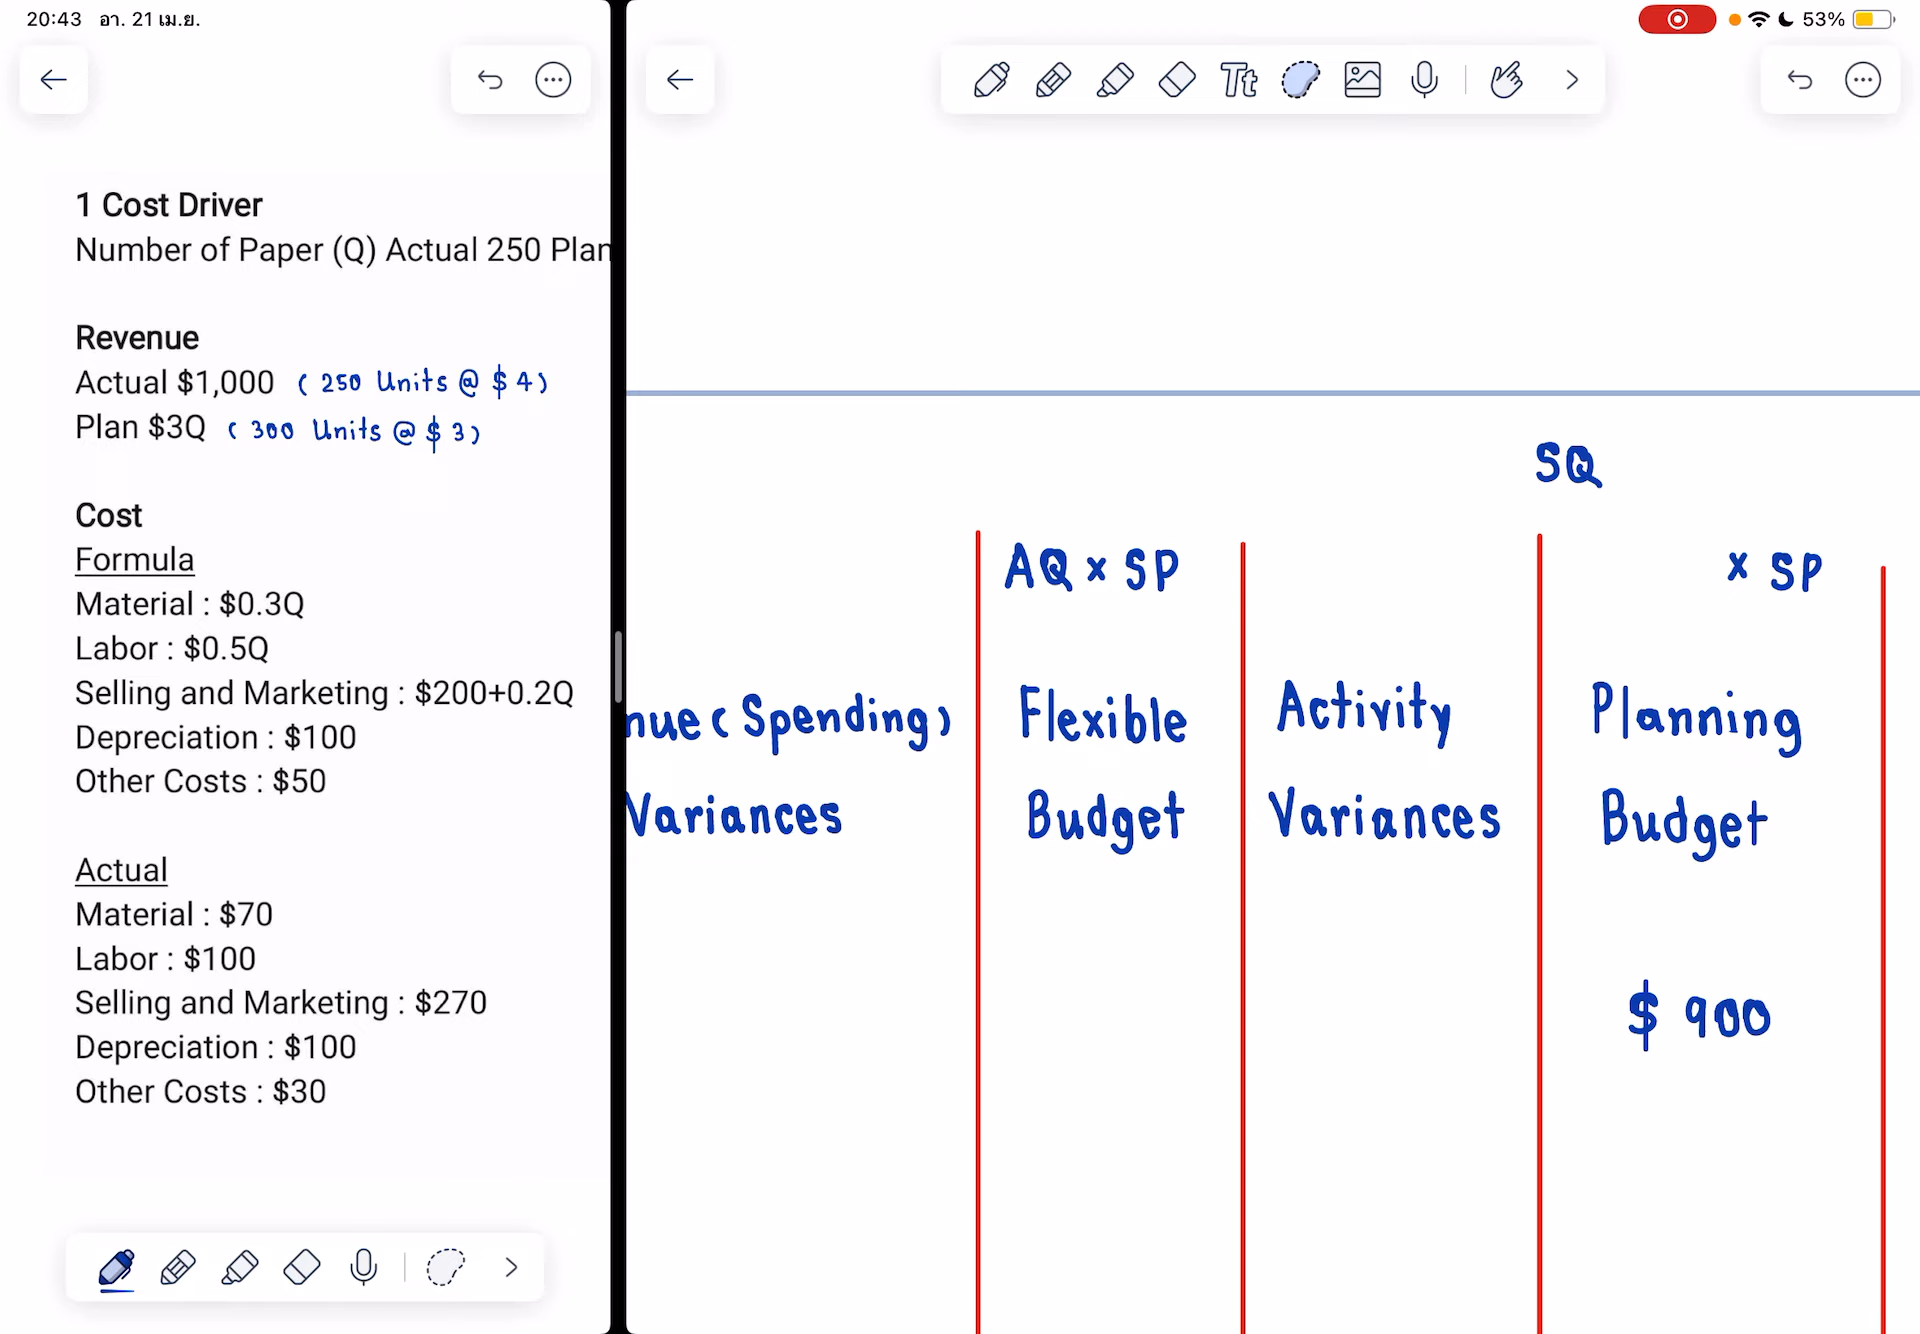 20:43 อา. 21 เม.ย.
53%
1 Cost Driver
Number of Paper (Q) Actual 250 Plan
Revenue
Actual $1,000 ( 250 Units @ $ 4 )
Plan $3Q ( 300 Units @ $ 3 )
Cost
Formula
Material : $0.3Q
Labor : $0.5Q
Selling and Marketing : $200+0.2Q
Depreciation : $100
Other Costs : $50
Actual
Material : $70
Labor : $100
Selling and Marketing : $270
Depreciation : $100
Other Costs : $30
Tt
SQ
AQ x SP
x SP
nue ( Spending )
Variances
Flexible
Budget
Activity
Variances
Planning
Budget
$ 900